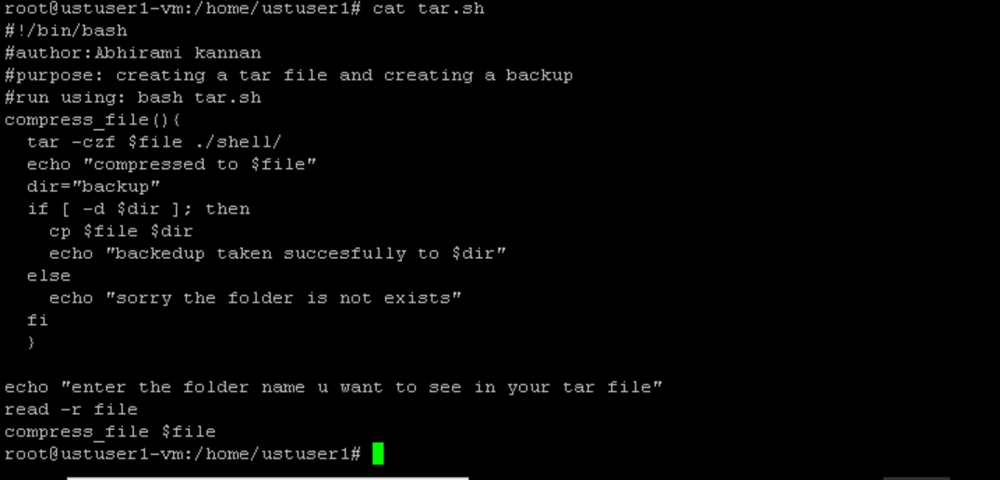 root@ustuser1-vm:/home/ustuser1# cat tar.sh
#!/bin/bash
#author:Abhirami kannan
#purpose: creating a tar file and creating a backup
#run using: bash tar.sh
compress_file(){
  tar -czf $file ./shell/
  echo "compressed to $file"
  dir="backup"
  if [ -d $dir ]; then
    cp $file $dir
    echo "backedup taken succesfully to $dir"
  else
    echo "sorry the folder is not exists"
  fi
  }

echo "enter the folder name u want to see in your tar file"
read -r file
compress_file $file
root@ustuser1-vm:/home/ustuser1#